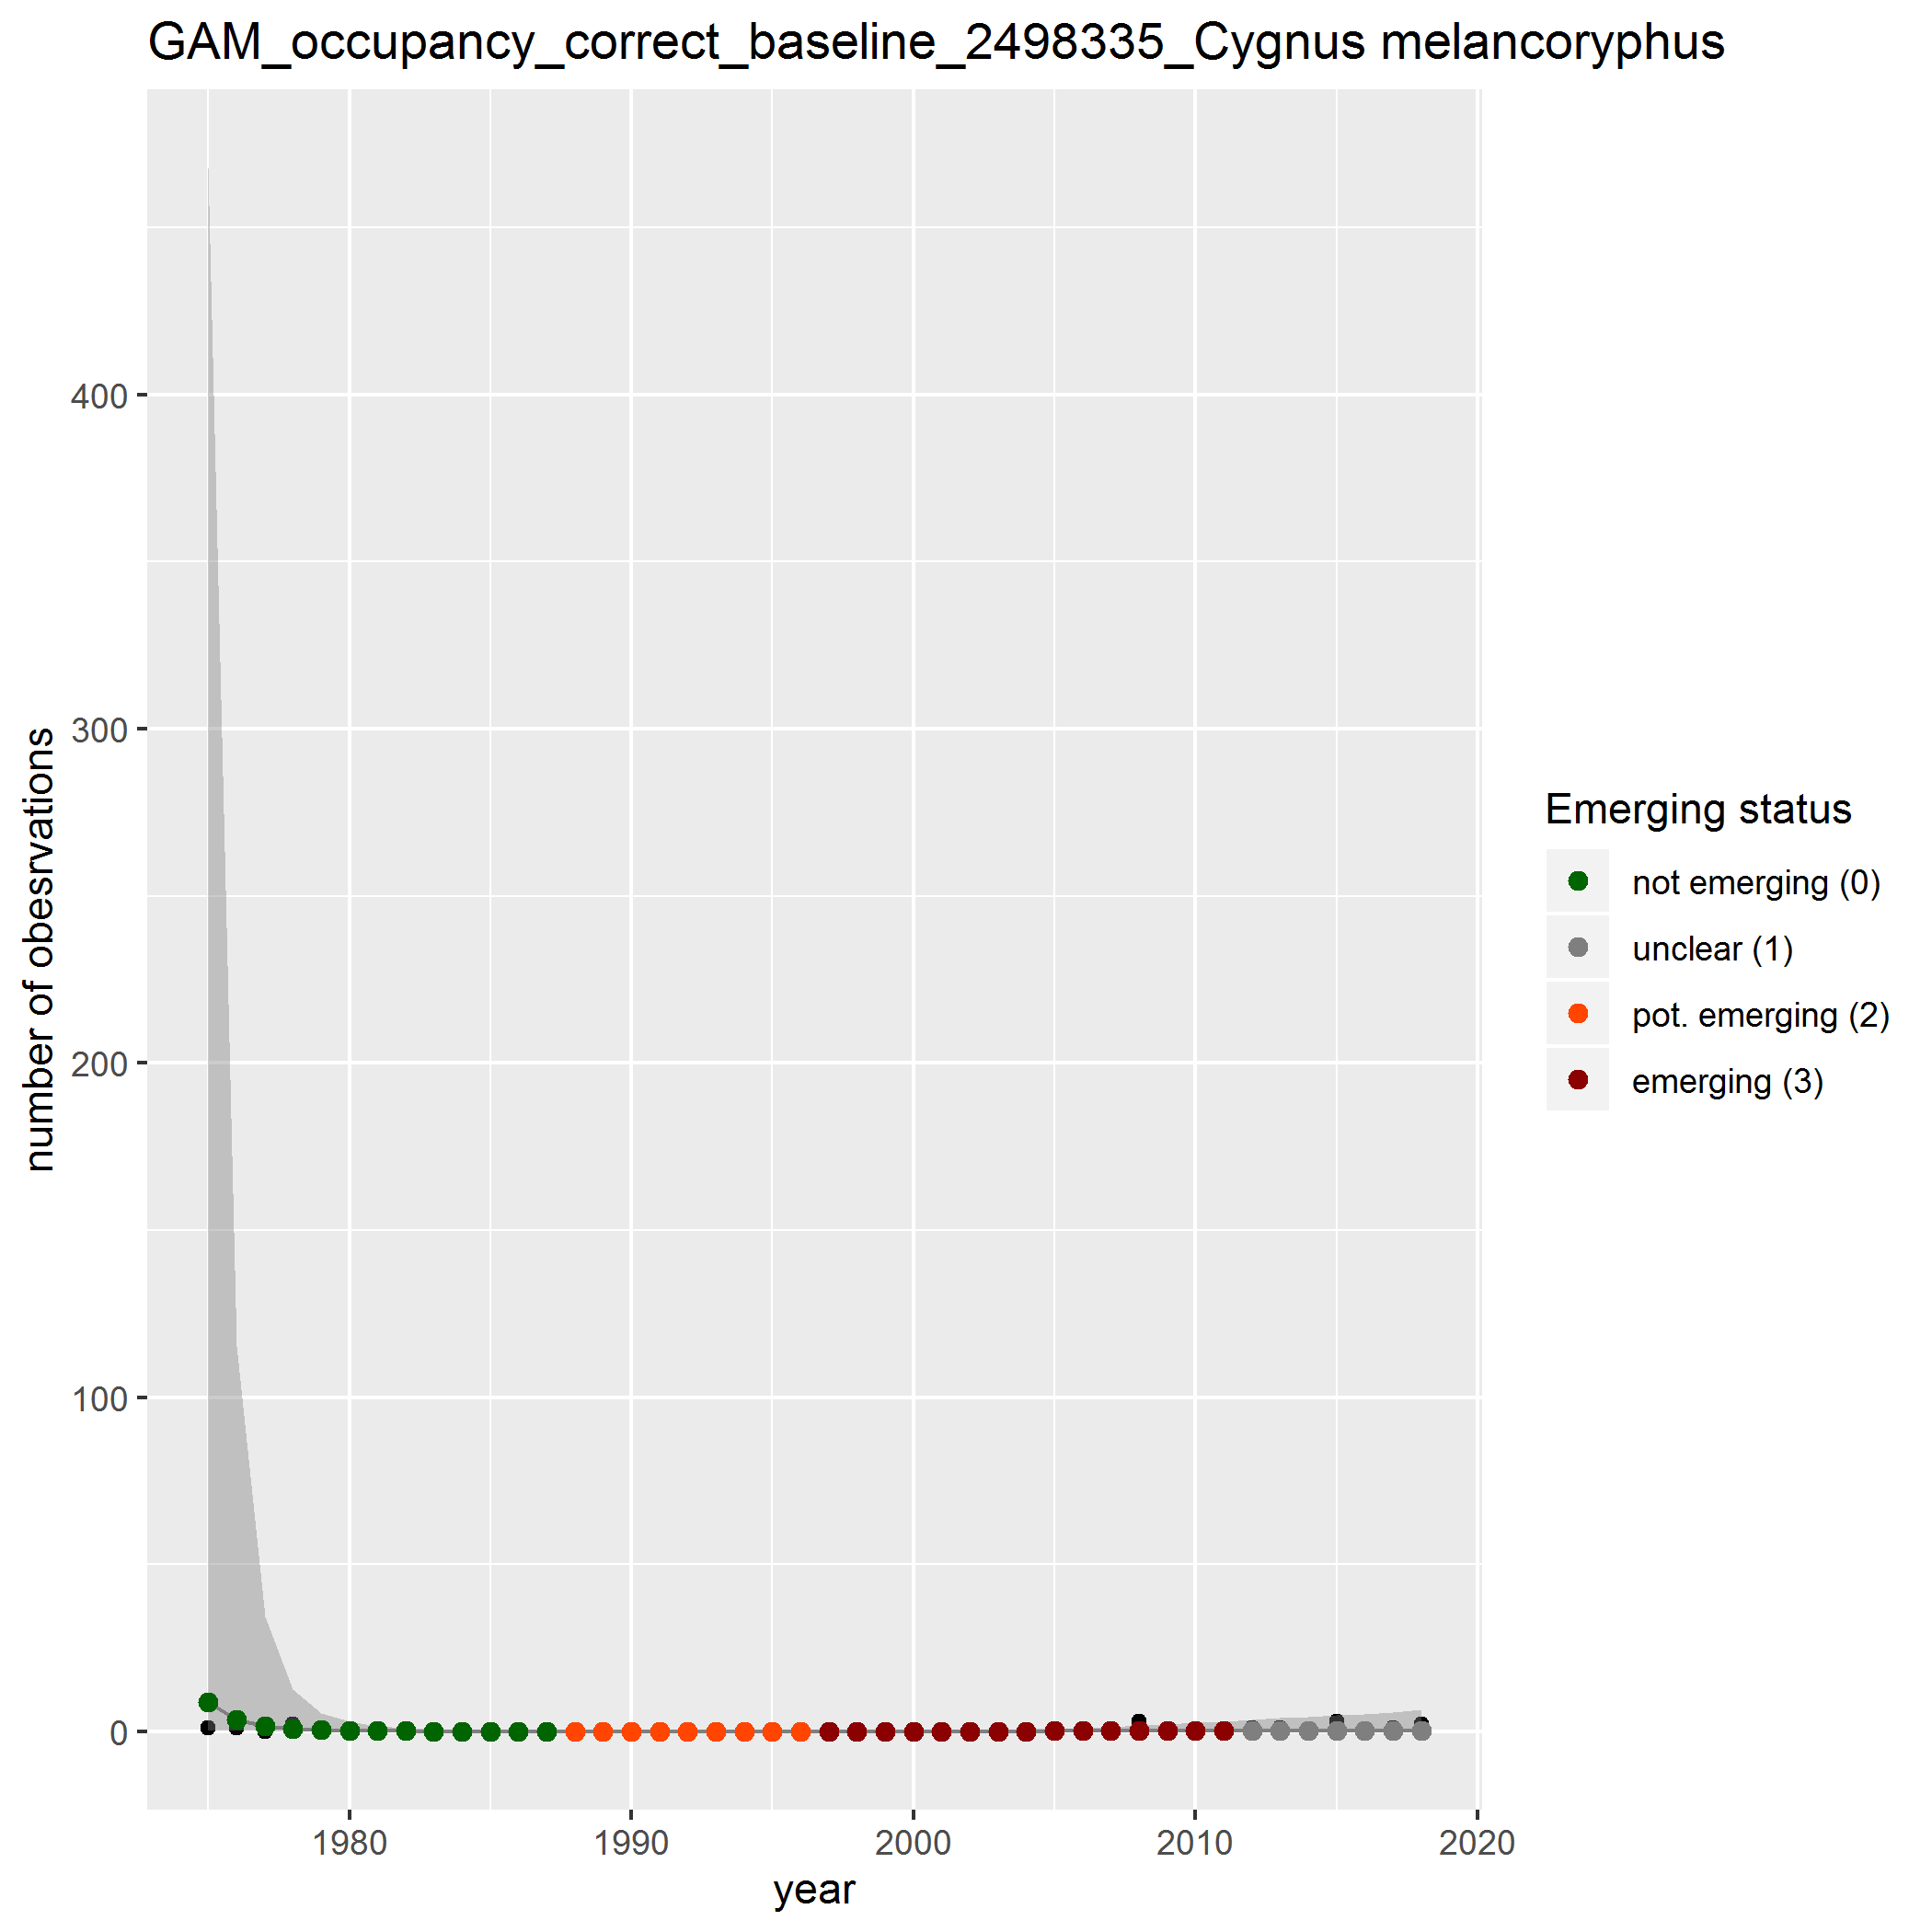 GAM_occupancy_correct_baseline_2498335_Cygnus melancoryphus
number of obesrvations
400
300
200
100
0
1980
1990
2000
2010
2020
year
Emerging status
not emerging (0)
unclear (1)
pot. emerging (2)
emerging (3)